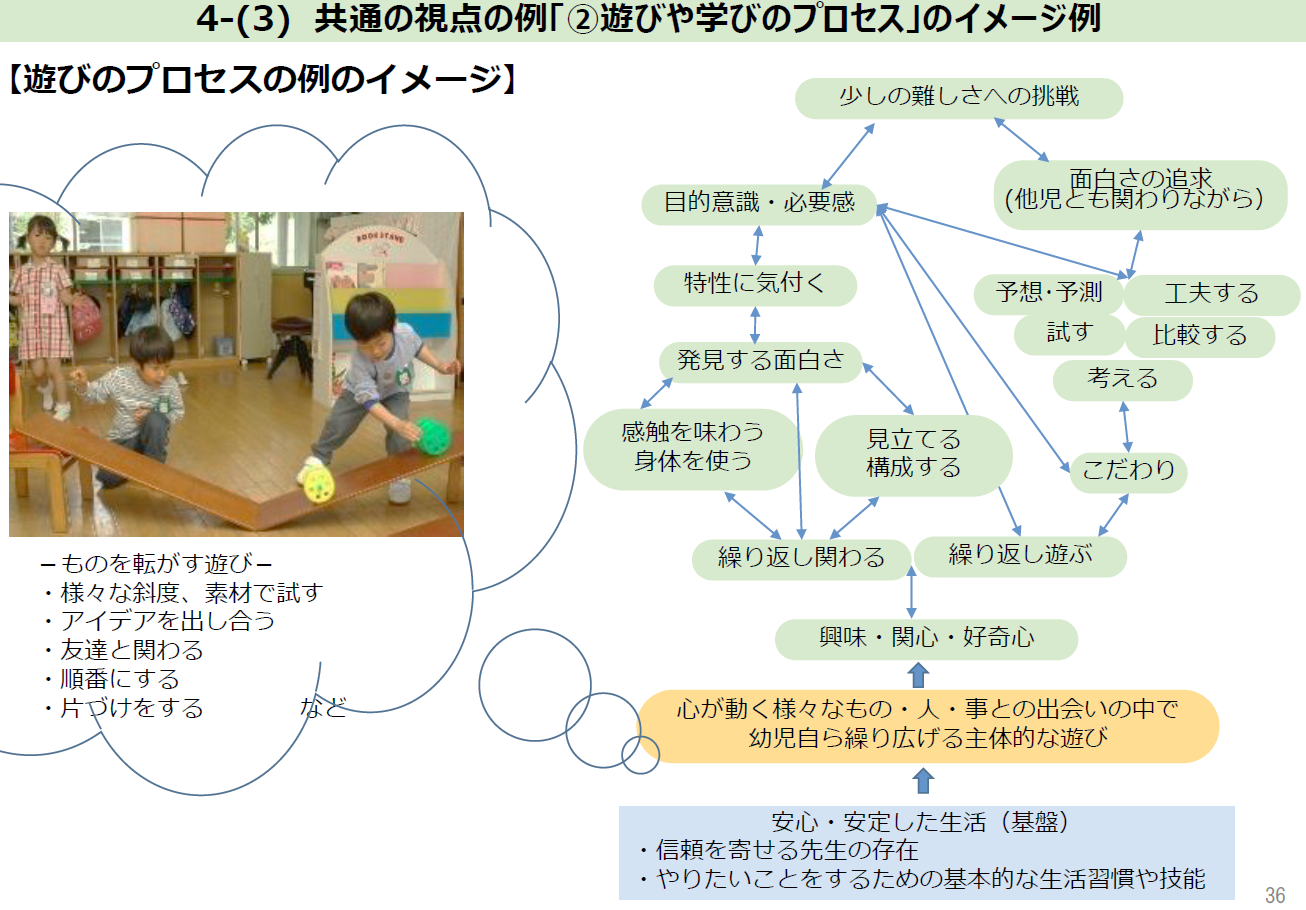 4-(3) 共通の視点の例「②遊びや学びのプロセス」のイメージ例
【遊びのプロセスの例のイメージ】
BOOK STAND
－ものを転がす遊び－
・様々な斜度、素材で試す
・アイデアを出し合う
・友達と関わる
・順番にする
・片づけをする　　　　など
少しの難しさへの挑戦
面白さの追求
(他児とも関わりながら）
目的意識・必要感
特性に気付く
予想･予測
工夫する
試す
比較する
考える
発見する面白さ
感触を味わう
身体を使う
見立てる
構成する
こだわり
繰り返し関わる
繰り返し遊ぶ
興味・関心・好奇心
心が動く様々なもの・人・事との出会いの中で
幼児自ら繰り広げる主体的な遊び
安心・安定した生活（基盤）
・信頼を寄せる先生の存在
・やりたいことをするための基本的な生活習慣や技能
36